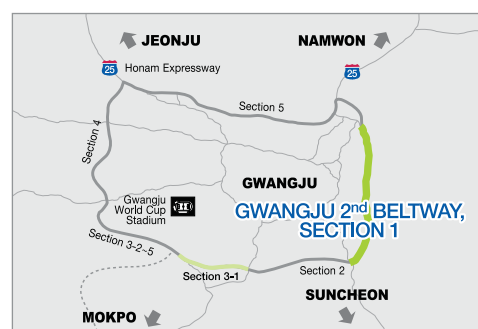 JEONJU
NAMWON
25
Honam Expressway
25
Section 5
Section 4
GWANGJU
Gwangju
World Cup
Stadium
GWANGJU 2nd BELTWAY,
SECTION 1
Section 3-2~5
Section 3-1
Section 2
SUNCHEON
MOKPO